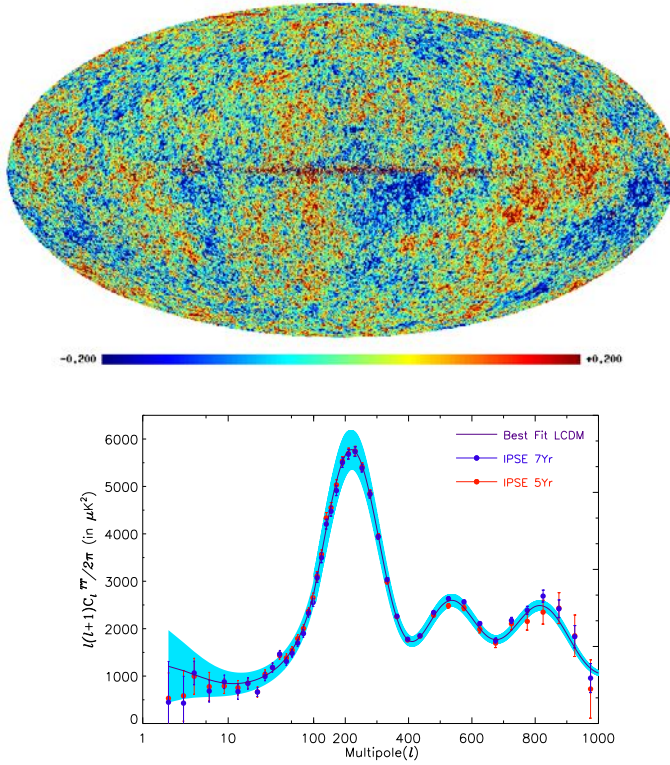 -0.200 +0.200
6000
5000
4000
3000
2000
1000
0
l(l+1)C_l^TT/2π (in μK²)
Best Fit LCDM
IPSE 7Yr
IPSE 5Yr
1 10 100 200 400 600 800 1000
Multipole(l)